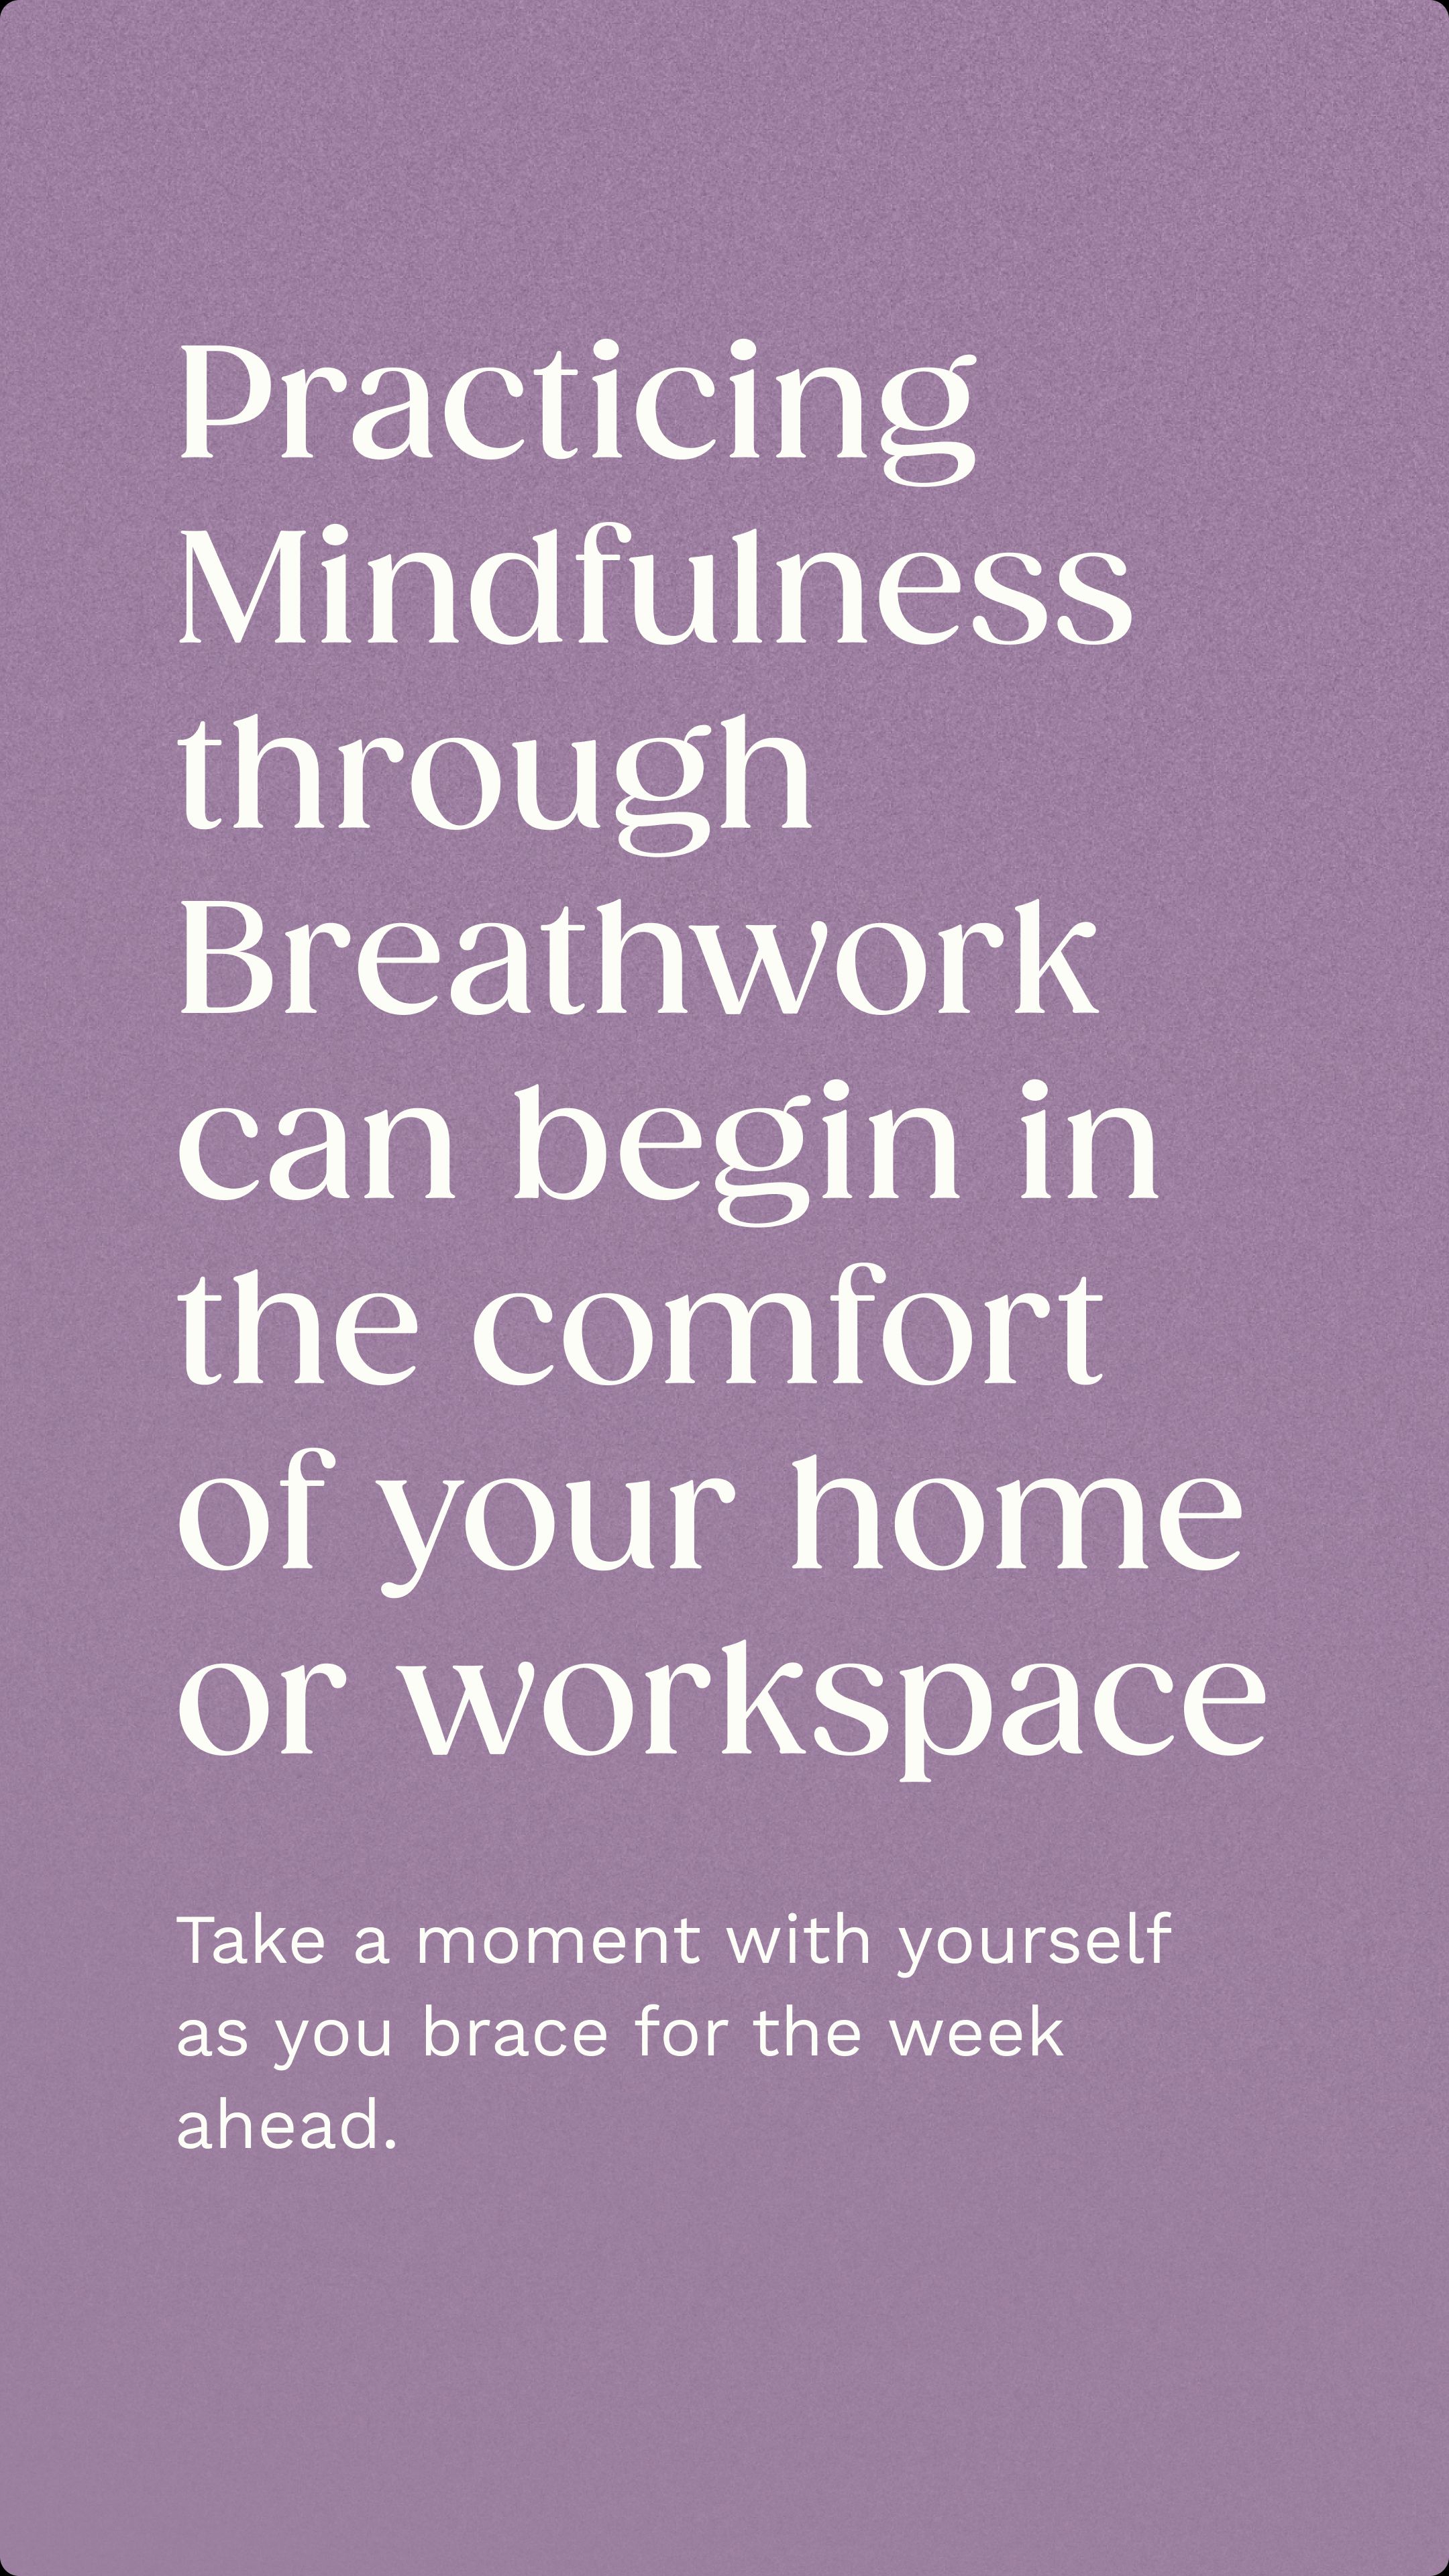 Practicing
Mindfulness
through
Breathwork
can begin in
the comfort
of your home
or workspace
Take a moment with yourself
as you brace for the week
ahead.